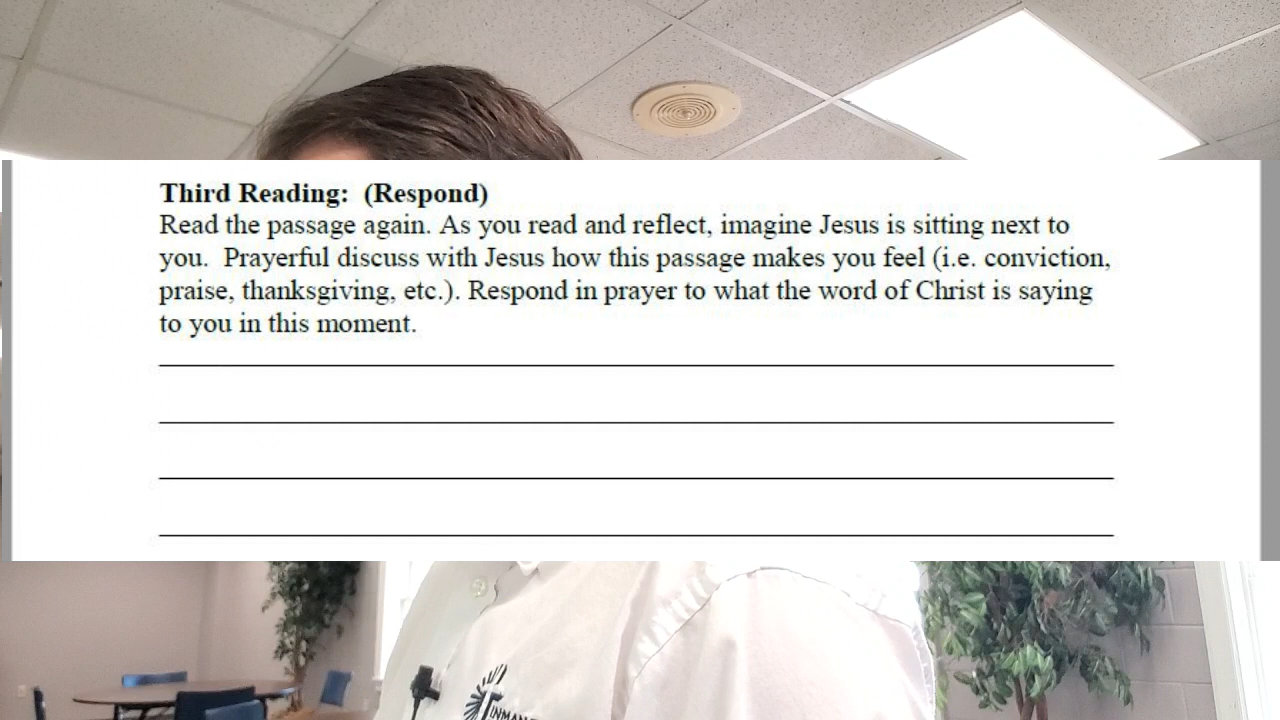 Third Reading: (Respond)
Read the passage again. As you read and reflect, imagine Jesus is sitting next to
you. Prayerful discuss with Jesus how this passage makes you feel (i.e. conviction,
praise, thanksgiving, etc.). Respond in prayer to what the word of Christ is saying
to you in this moment.